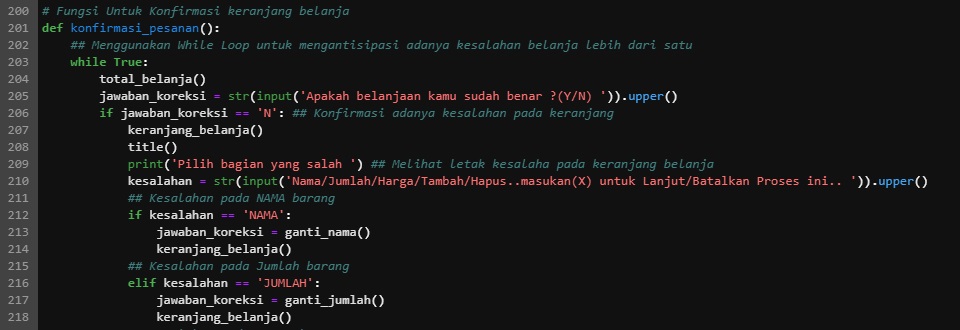 200 # Fungsi Untuk Konfirmasi keranjang belanja
201 def konfirmasi_pesanan():
202     ## Menggunakan While Loop untuk mengantisipasi adanya kesalahan belanja lebih dari satu
203     while True:
204         total_belanja()
205         jawaban_koreksi = str(input('Apakah belanjaan kamu sudah benar ?(Y/N) ')).upper()
206         if jawaban_koreksi == 'N': ## Konfirmasi adanya kesalahan pada keranjang
207             keranjang_belanja()
208             title()
209             print('Pilih bagian yang salah ') ## Melihat letak kesalaha pada keranjang belanja
210             kesalahan = str(input('Nama/Jumlah/Harga/Tambah/Hapus..masukan(X) untuk Lanjut/Batalkan Proses ini.. ')).upper()
211             ## Kesalahan pada NAMA barang
212             if kesalahan == 'NAMA':
213                 jawaban_koreksi = ganti_nama()
214                 keranjang_belanja()
215             ## Kesalahan pada Jumlah barang
216             elif kesalahan == 'JUMLAH':
217                 jawaban_koreksi = ganti_jumlah()
218                 keranjang_belanja()